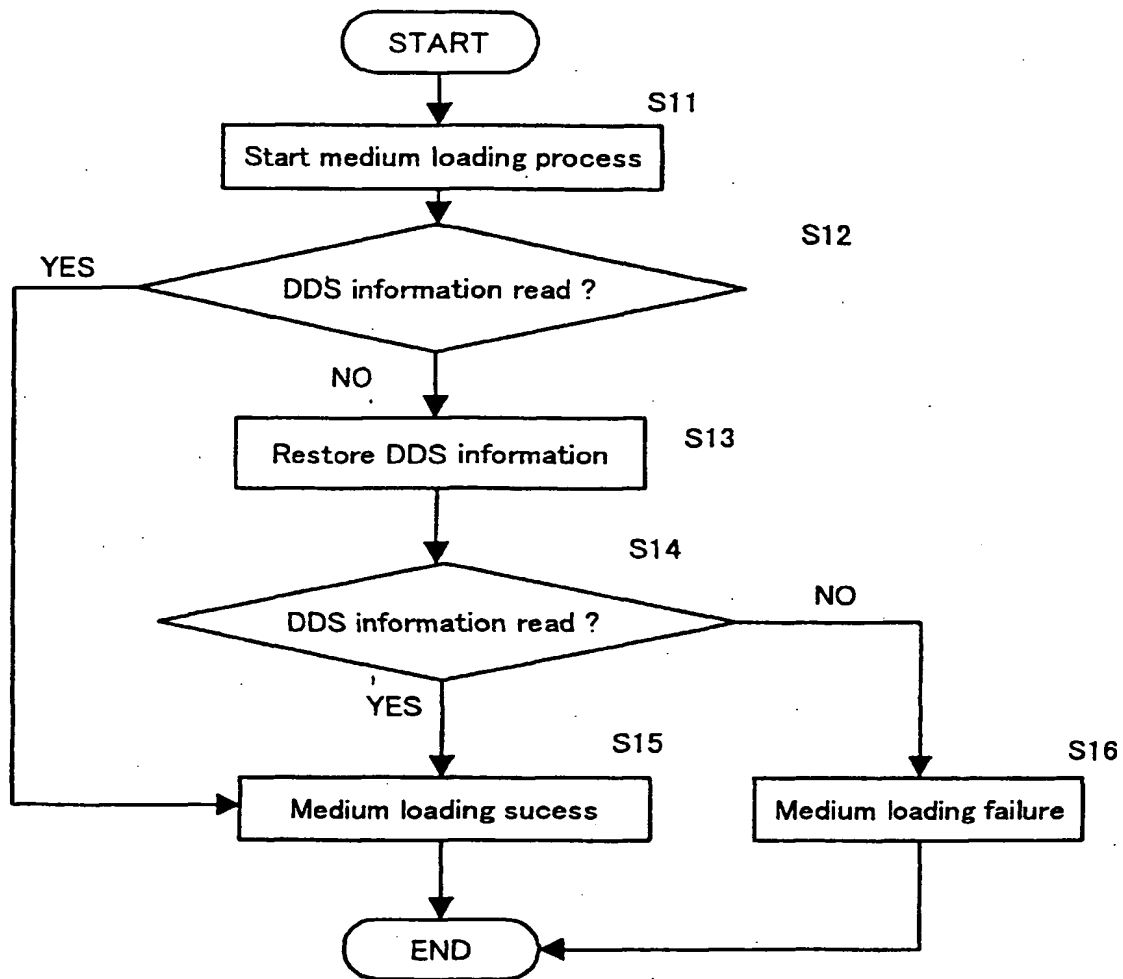 START
S11
Start medium loading process
S12
YES
DDS information read ?
NO
S13
Restore DDS information
S14
NO
DDS information read ?
YES
S15
S16
Medium loading sucess
Medium loading failure
END